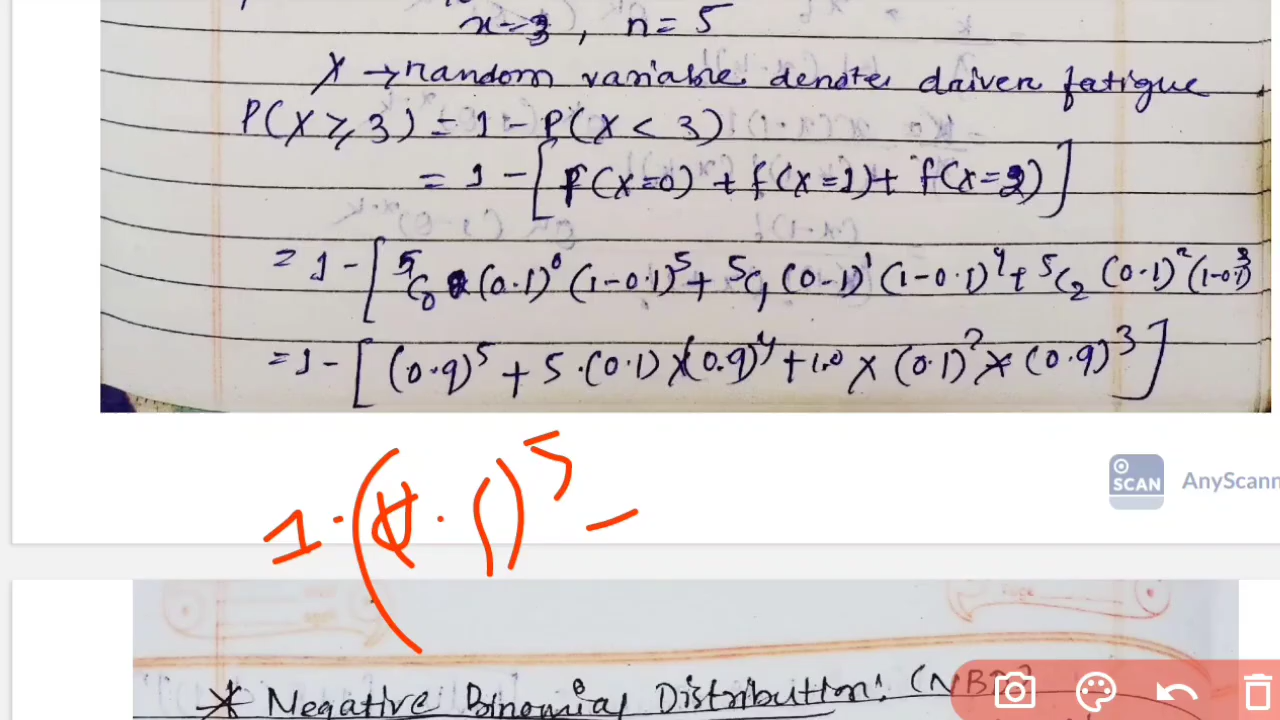 x=3, n=5
X → random variable denotes driver fatigue
P(X ≥ 3) = 1 - P(X < 3)
= 1 - [f(X=0) + f(X=1) + f(X=2)]
= 1 - [⁵C₀ (0.1)⁰ (1-0.1)⁵ + ⁵C₁ (0.1)¹ (1-0.1)⁴ + ⁵C₂ (0.1)² (1-0.1)³
= 1 - [(0.9)⁵ + 5·(0.1)×(0.9)⁴ + 10 × (0.1)² × (0.9)³]
SCAN AnyScann
* Negative Binomial Distribution: (NBD)